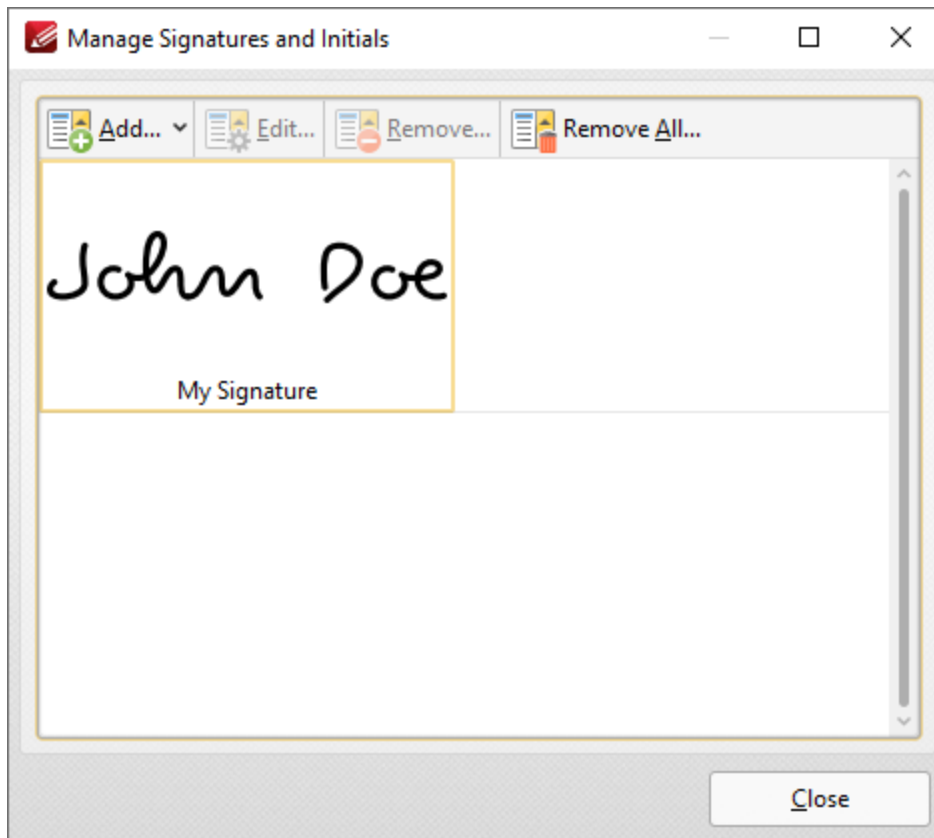 Manage Signatures and Initials
Add... Edit... Remove... Remove All...
John Doe
My Signature
Close